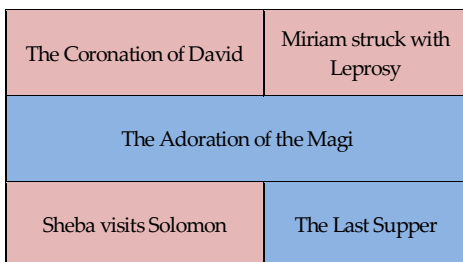 The Coronation of David
Miriam struck with
Leprosy
The Adoration of the Magi
Sheba visits Solomon
The Last Supper